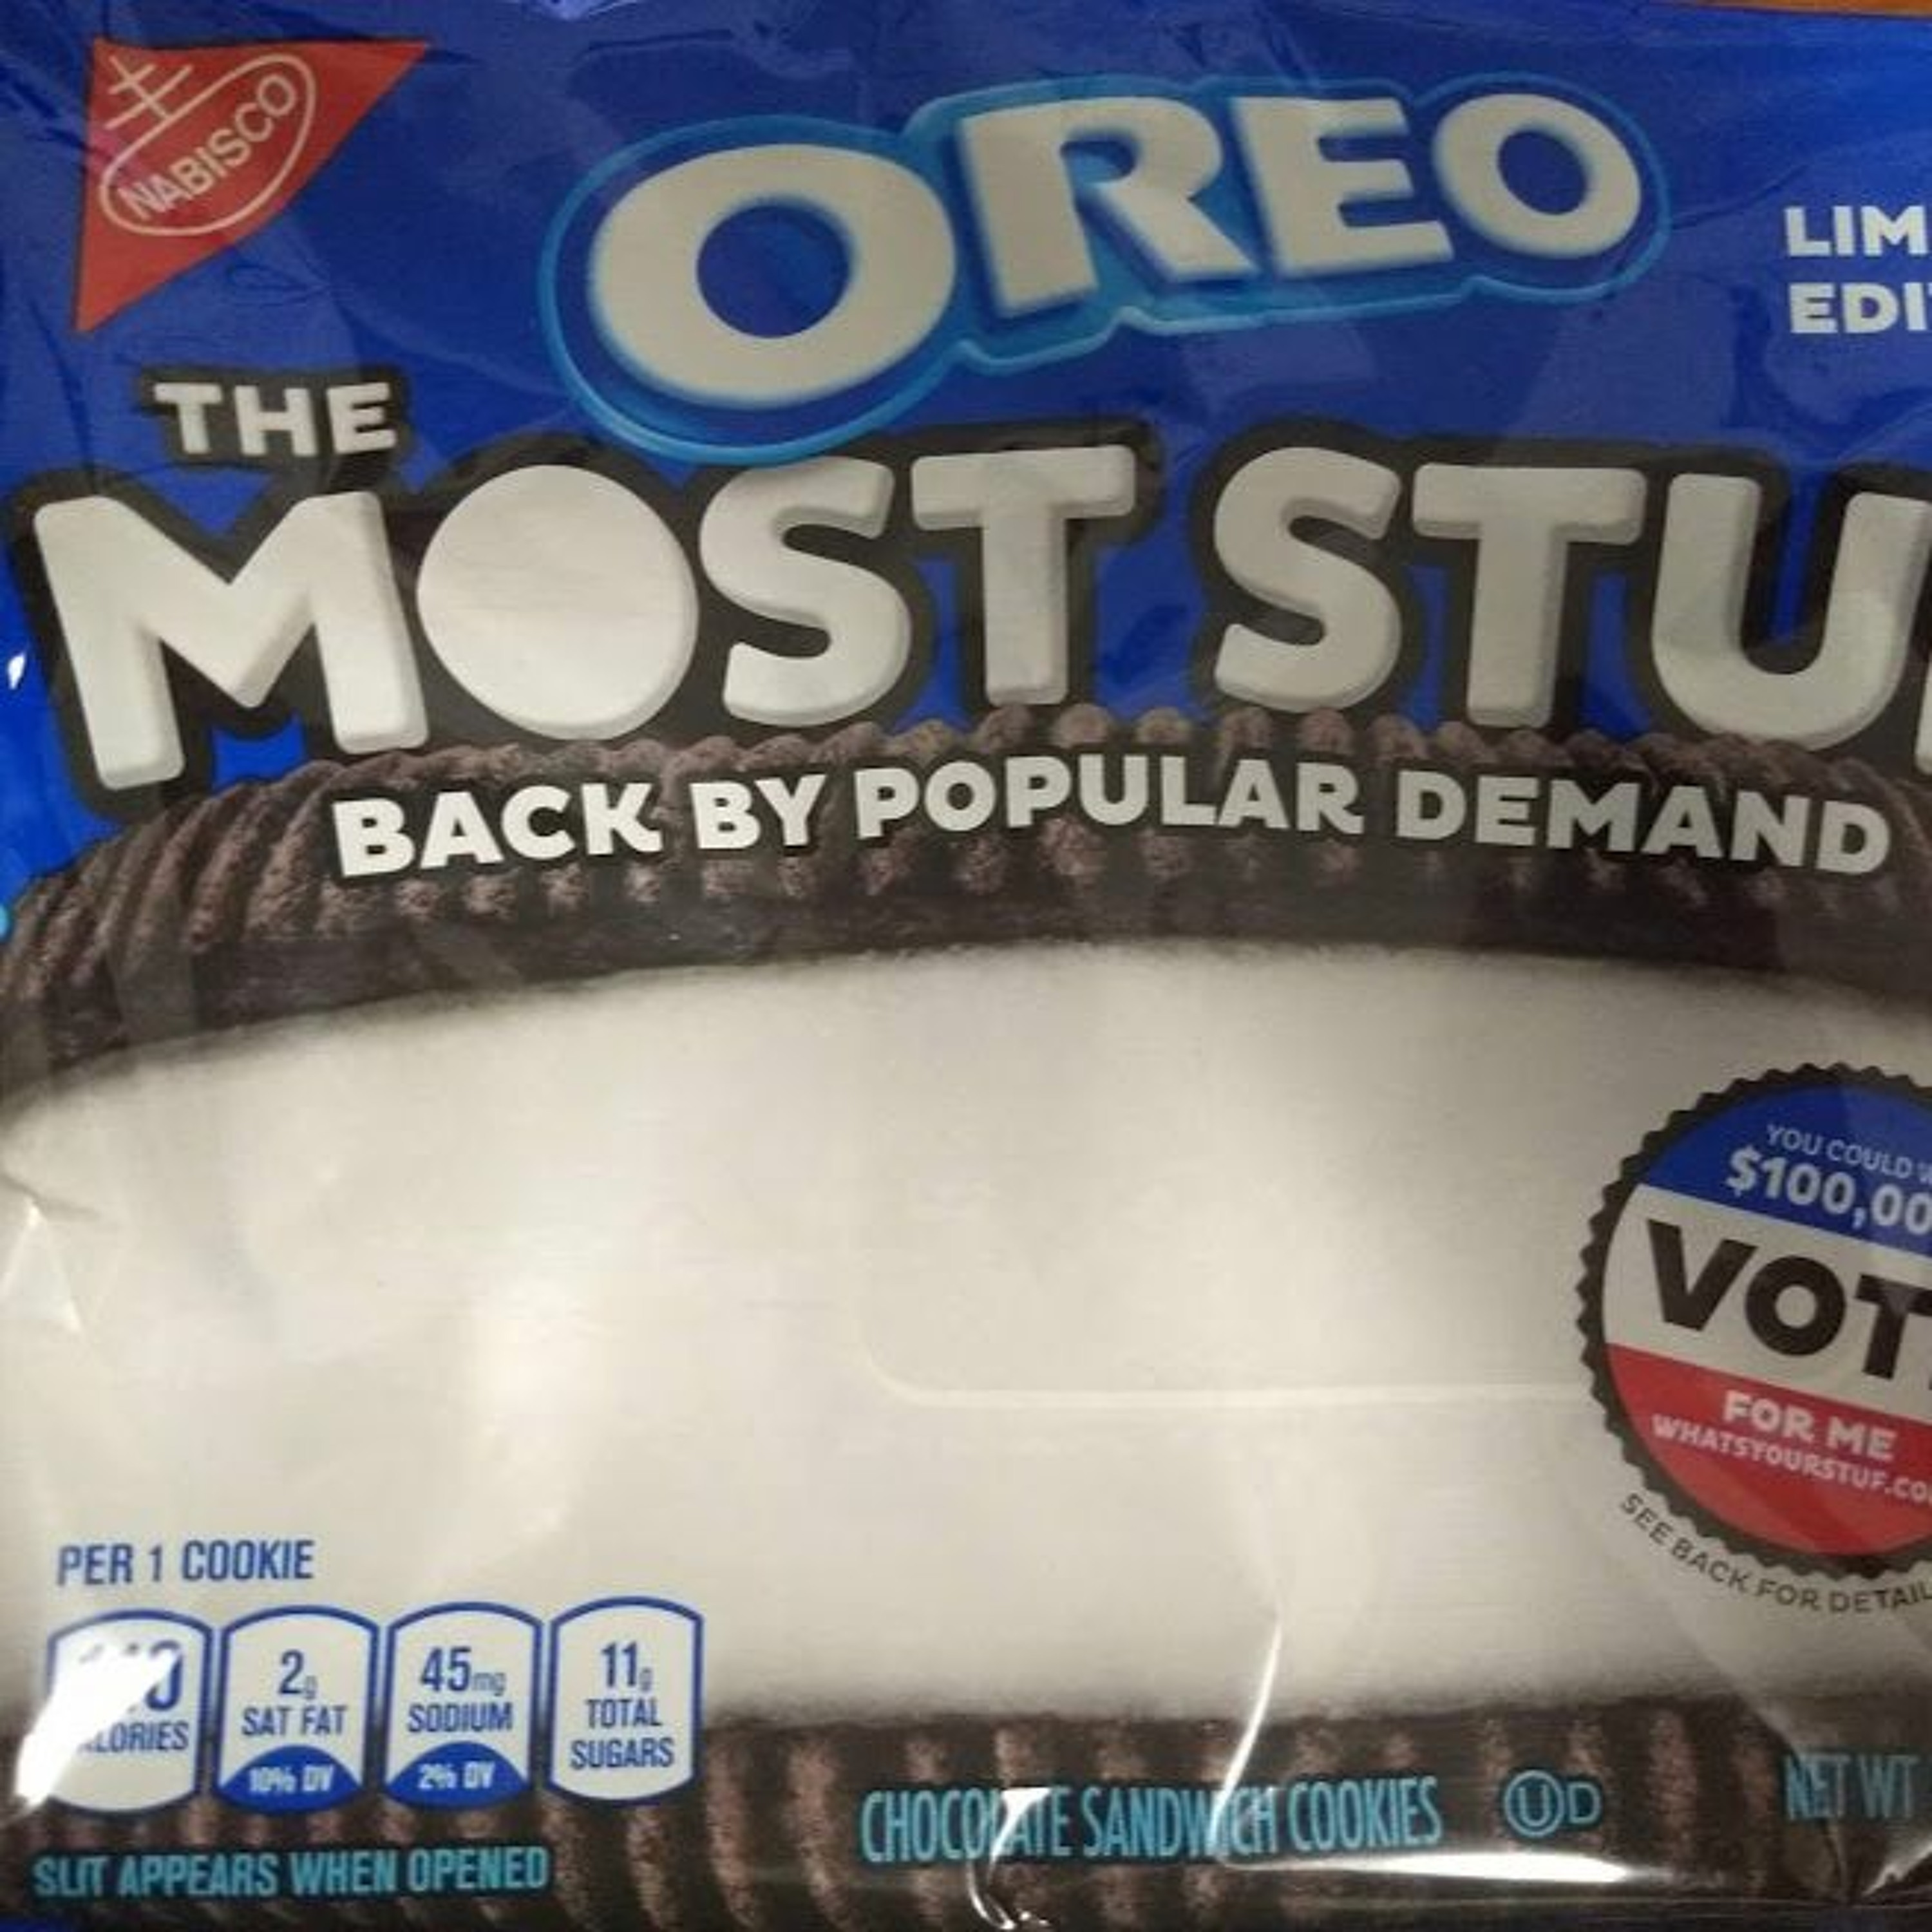 NABISCO
OREO
LIM
EDI
THE
MOST STU
BACK BY POPULAR DEMAND
YOU COULD
$100,00
VOT
FOR ME
WHATSYOURSTUF.CO
SEE BACK FOR DETAIL
PER 1 COOKIE
2g
SAT FAT
10% DV
45mg
SODIUM
2% DV
11g
TOTAL
SUGARS
CHOCOLATE SANDWICH COOKIES
UD
NET WT
SLIT APPEARS WHEN OPENED